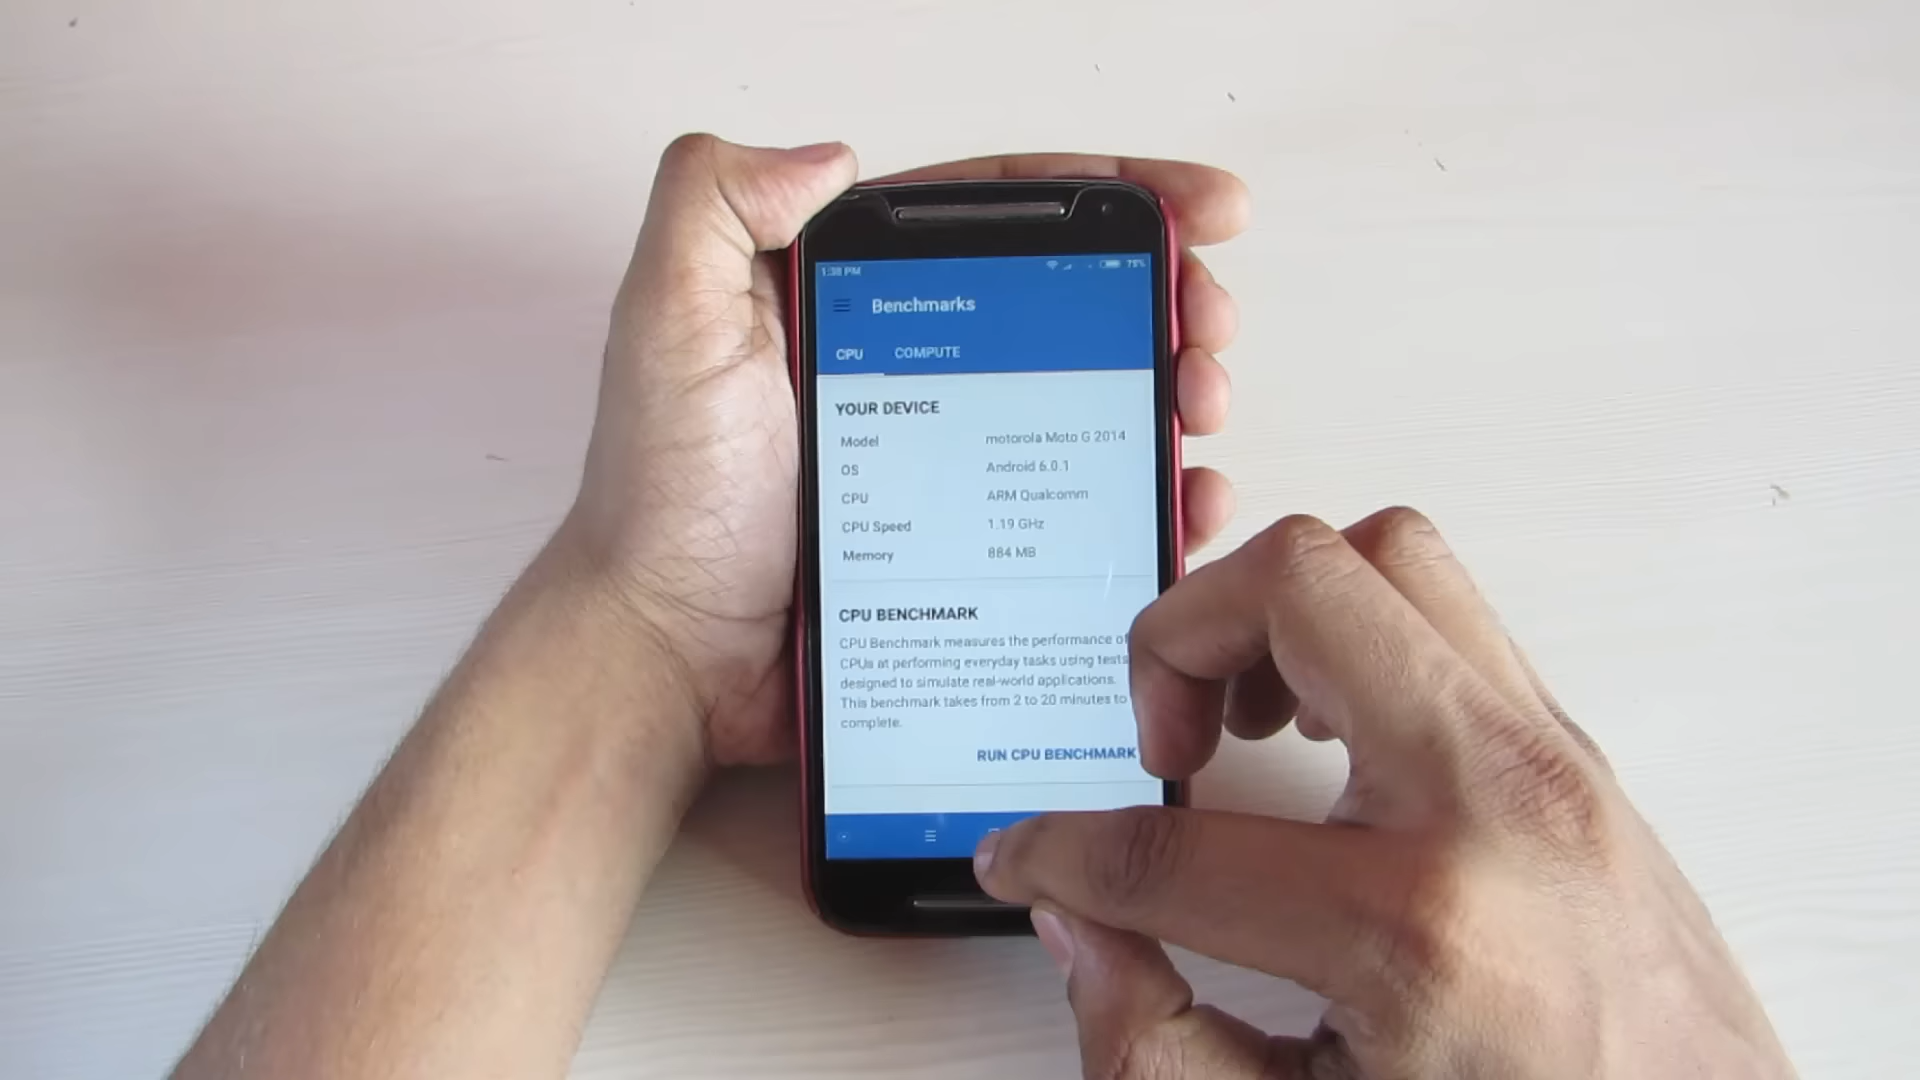 1:38 PM
75%
Benchmarks
CPU COMPUTE
YOUR DEVICE
Model motorola Moto G 2014
OS Android 6.0.1
CPU ARM Qualcomm
CPU Speed 1.19 GHz
Memory 884 MB
CPU BENCHMARK
CPU Benchmark measures the performance of
CPUs at performing everyday tasks using tests
designed to simulate real-world applications.
This benchmark takes from 2 to 20 minutes to
complete.
RUN CPU BENCHMARK